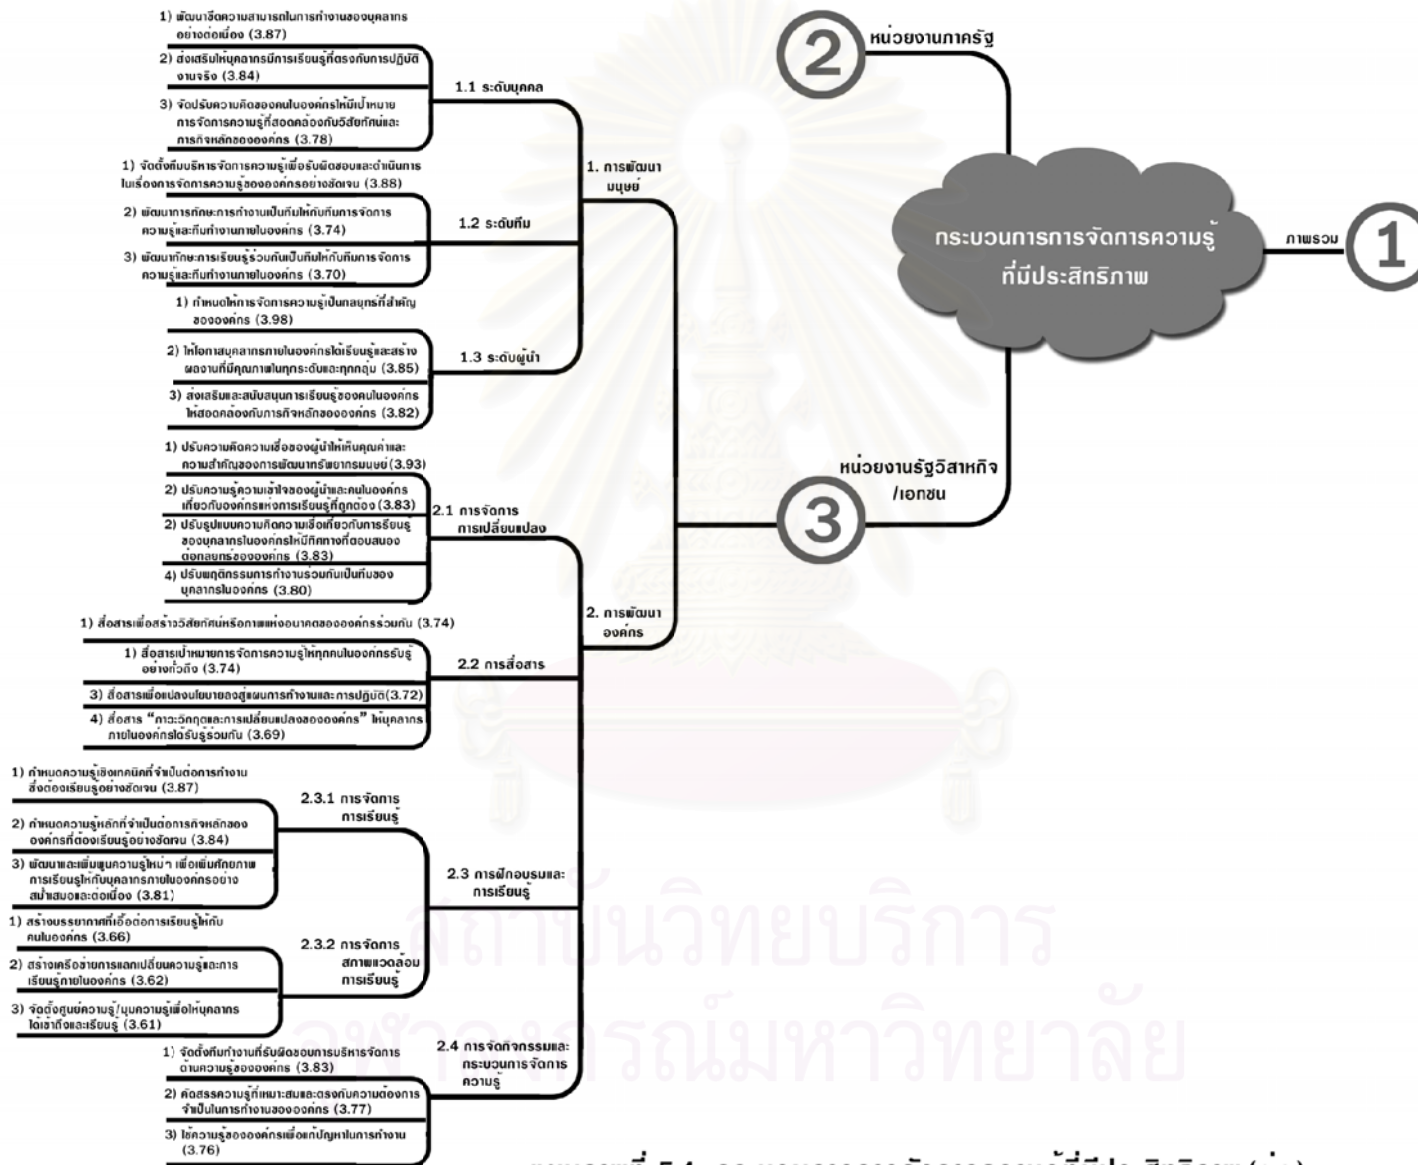 1) พัฒนาขีดความสามารถในการทำงานของบุคลากร
อย่างต่อเนื่อง (3.87)
2) ส่งเสริมให้บุคลากรมีการเรียนรู้ที่ตรงกับการปฏิบัติ
งานจริง (3.84)
3) จัดปรับความคิดของคนในองค์กรให้มีเป้าหมาย
การจัดการความรู้ที่สอดคล้องกับวิสัยทัศน์และ
ภารกิจหลักขององค์กร (3.78)
1.1 ระดับบุคคล
1) จัดตั้งทีมบริหารจัดการความรู้เพื่อรับผิดชอบและดำเนินการ
ในเรื่องการจัดการความรู้ขององค์กรอย่างชัดเจน (3.88)
2) พัฒนาการทักษะการทำงานเป็นทีมให้กับทีมการจัดการ
ความรู้และทีมทำงานภายในองค์กร (3.74)
3) พัฒนาทักษะการเรียนรู้ร่วมกันเป็นทีมให้กับทีมการจัดการ
ความรู้และทีมทำงานภายในองค์กร (3.70)
1.2 ระดับทีม
1) กำหนดให้การจัดการความรู้เป็นกลยุทธ์ที่สำคัญ
ขององค์กร (3.98)
2) ให้โอกาสบุคลากรภายในองค์กรได้เรียนรู้และสร้าง
ผลงานที่มีคุณภาพในทุกระดับและทุกกลุ่ม (3.85)
3) ส่งเสริมและสนับสนุนการเรียนรู้ของคนในองค์กร
ให้สอดคล้องกับภารกิจหลักขององค์กร (3.82)
1.3 ระดับผู้นำ
1. การพัฒนา
มนุษย์
1) ปรับความคิดความเชื่อของผู้นำให้เห็นคุณค่าและ
ความสำคัญของการพัฒนาทรัพยากรมนุษย์(3.93)
2) ปรับความรู้ความเข้าใจของผู้นำและคนในองค์กร
เกี่ยวกับองค์กรแห่งการเรียนรู้ที่ถูกต้อง (3.83)
2) ปรับรูปแบบความคิดความเชื่อเกี่ยวกับการเรียนรู้
ของบุคลากรในองค์กรให้มีทิศทางที่ตอบสนอง
ต่อกลยุทธ์ขององค์กร (3.83)
4) ปรับพฤติกรรมการทำงานร่วมกันเป็นทีมของ
บุคลากรในองค์กร (3.80)
2.1 การจัดการ
การเปลี่ยนแปลง
1) สื่อสารเพื่อสร้างวิสัยทัศน์หรือภาพแห่งอนาคตขององค์กรร่วมกัน (3.74)
1) สื่อสารเป้าหมายการจัดการความรู้ให้ทุกคนในองค์กรรับรู้
อย่างทั่วถึง (3.74)
3) สื่อสารเพื่อแปลงนโยบายลงสู่แผนการทำงานและการปฏิบัติ(3.72)
4) สื่อสาร “ภาวะวิกฤตและการเปลี่ยนแปลงขององค์กร” ให้บุคลากร
ภายในองค์กรได้รับรู้ร่วมกัน (3.69)
2.2 การสื่อสาร
2. การพัฒนา
องค์กร
1) กำหนดความรู้เชิงเทคนิคที่จำเป็นต่อการทำงาน
ซึ่งต้องเรียนรู้อย่างชัดเจน (3.87)
2) กำหนดความรู้หลักที่จำเป็นต่อภารกิจหลักของ
องค์กรที่ต้องเรียนรู้อย่างชัดเจน (3.84)
3) พัฒนาและเพิ่มพูนความรู้ใหม่ๆ เพื่อเพิ่มศักยภาพ
การเรียนรู้ให้กับบุคลากรภายในองค์กรอย่าง
สม่ำเสมอและต่อเนื่อง (3.81)
2.3.1 การจัดการ
การเรียนรู้
1) สร้างบรรยากาศที่เอื้อต่อการเรียนรู้ให้กับ
คนในองค์กร (3.66)
2) สร้างเครือข่ายการแลกเปลี่ยนความรู้และการ
เรียนรู้ภายในองค์กร (3.62)
3) จัดตั้งศูนย์ความรู้/มุมความรู้เพื่อให้บุคลากร
ได้เข้าถึงและเรียนรู้ (3.61)
2.3.2 การจัดการ
สภาพแวดล้อม
การเรียนรู้
2.3 การฝึกอบรมและ
การเรียนรู้
1) จัดตั้งทีมทำงานที่รับผิดชอบการบริหารจัดการ
ด้านความรู้ขององค์กร (3.83)
2) คัดสรรความรู้ที่เหมาะสมและตรงกับความต้องการ
จำเป็นในการทำงานขององค์กร (3.77)
3) ใช้ความรู้ขององค์กรเพื่อแก้ปัญหาในการทำงาน
(3.76)
2.4 การจัดกิจกรรมและ
กระบวนการจัดการ
ความรู้
2 หน่วยงานภาครัฐ
กระบวนการการจัดการความรู้
ที่มีประสิทธิภาพ
ภาพรวม 1
3 หน่วยงานรัฐวิสาหกิจ
/เอกชน
สถาบันวิทยบริการ
จุฬาลงกรณ์มหาวิทยาลัย